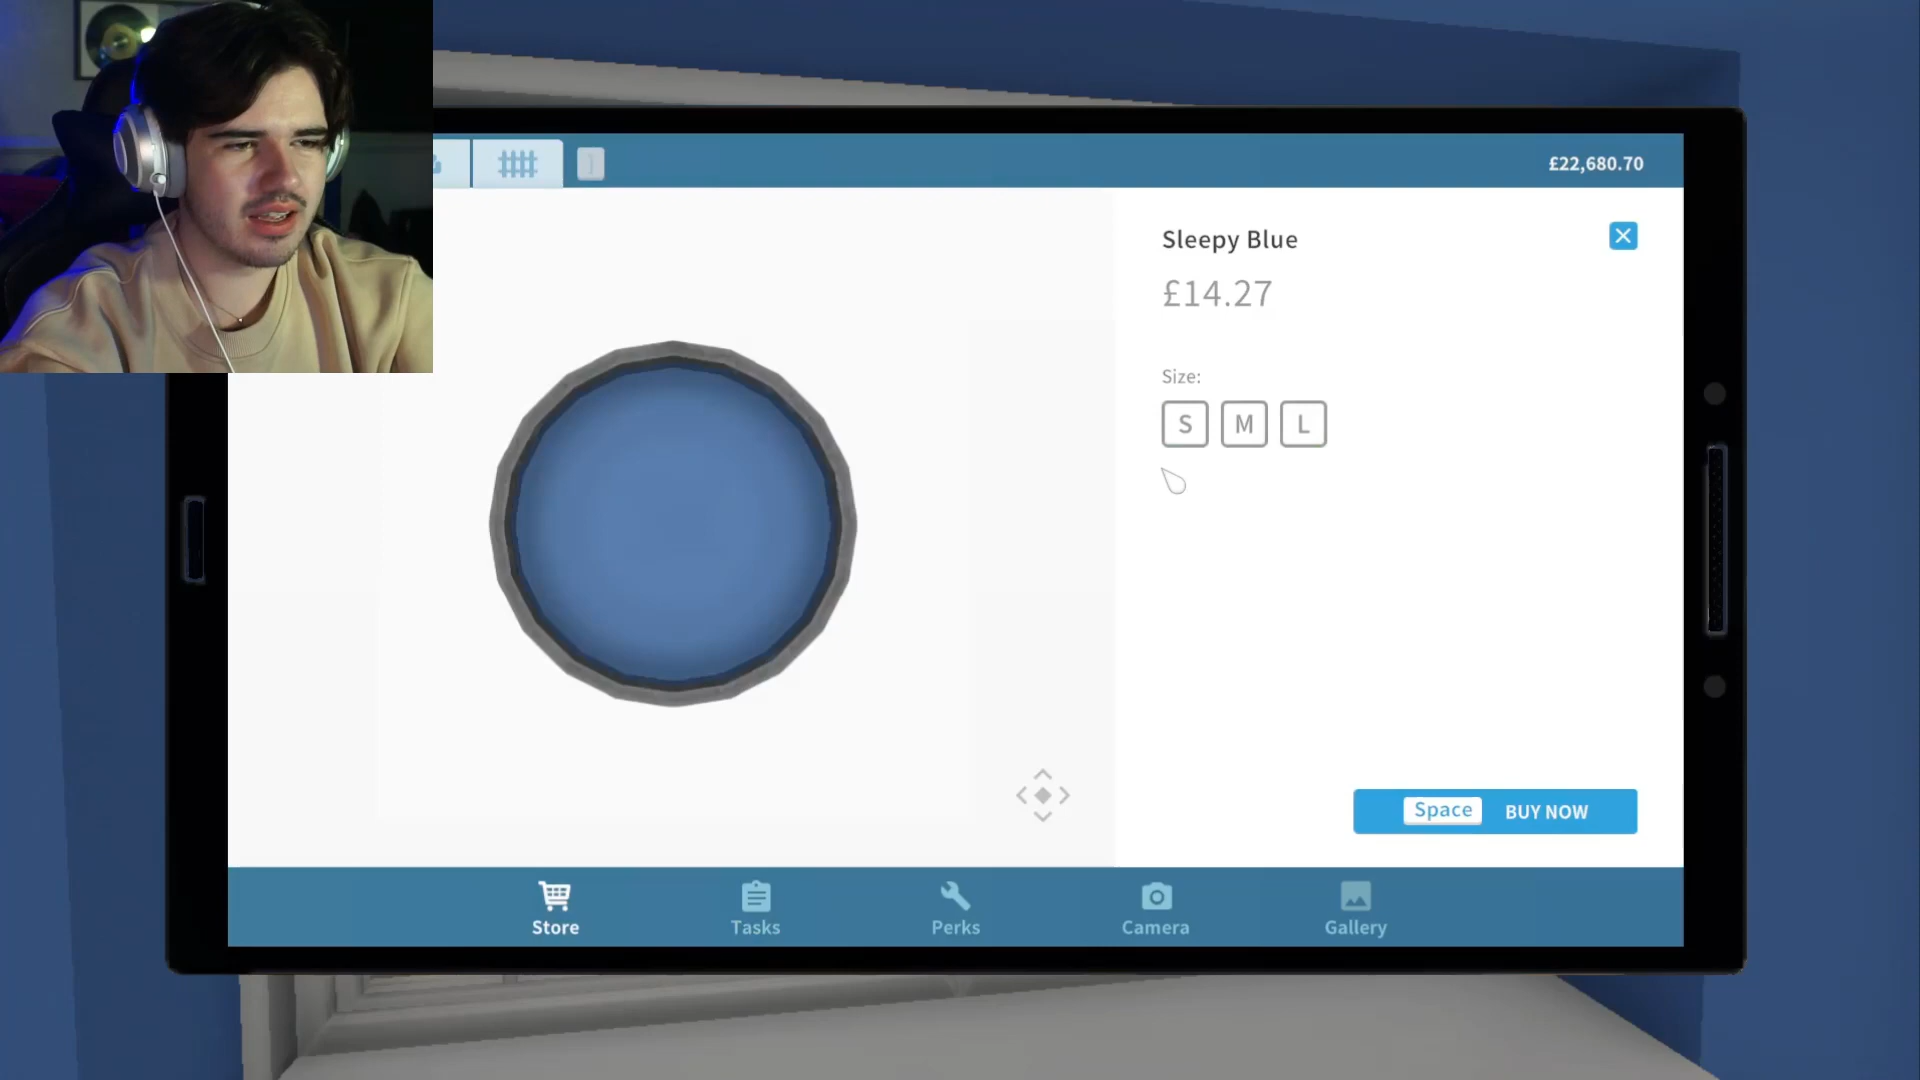 £22,680.70
Sleepy Blue
£14.27
Size:
S M L
Space BUY NOW
Store Tasks Perks Camera Gallery